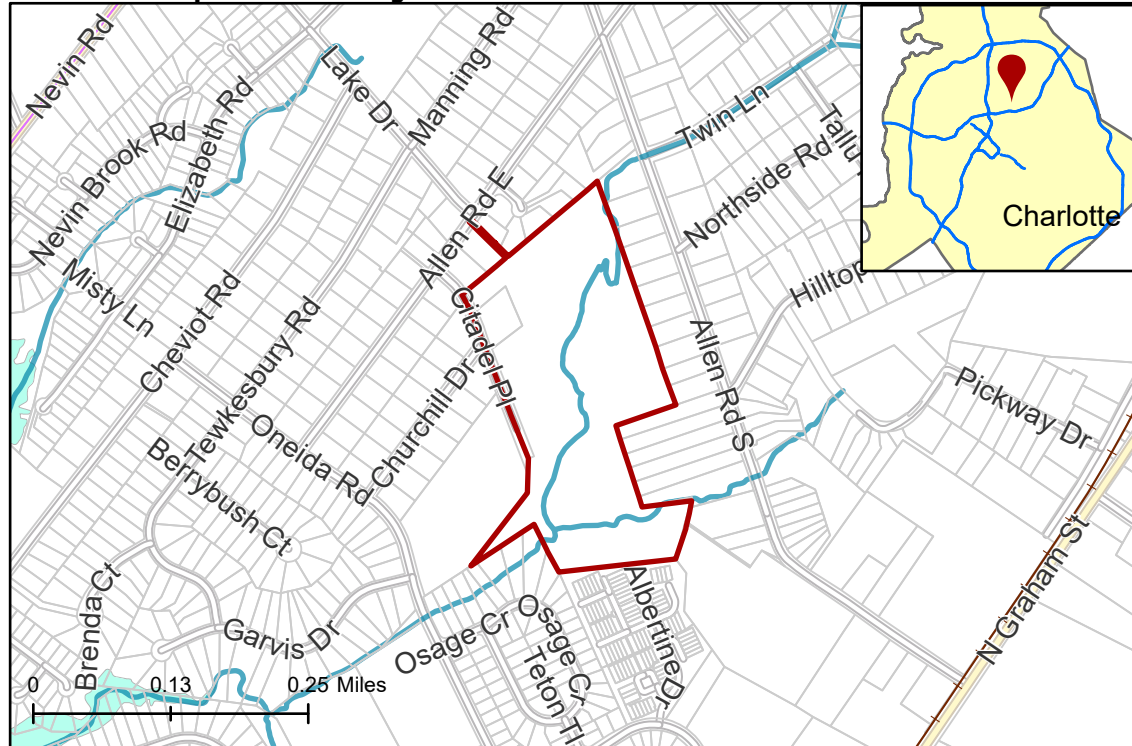 Nevin Rd
Lake Dr
Manning Rd
Elizabeth Rd
Nevin Brook Rd
Twin Ln
Northside Rd
Charlotte
Allen Rd E
Misty Ln
Cheviot Rd
Citadel Pl
Tewkesbury Rd
Churchill Dr
Allen Rd S
Pickway Dr
Oneida Rd
Berrybush Ct
N Graham St
Brenda Ct
Garvis Dr
Osage Cr
Osage Cr
Teton Tl
Albertine Dr
0 0.13 0.25 Miles